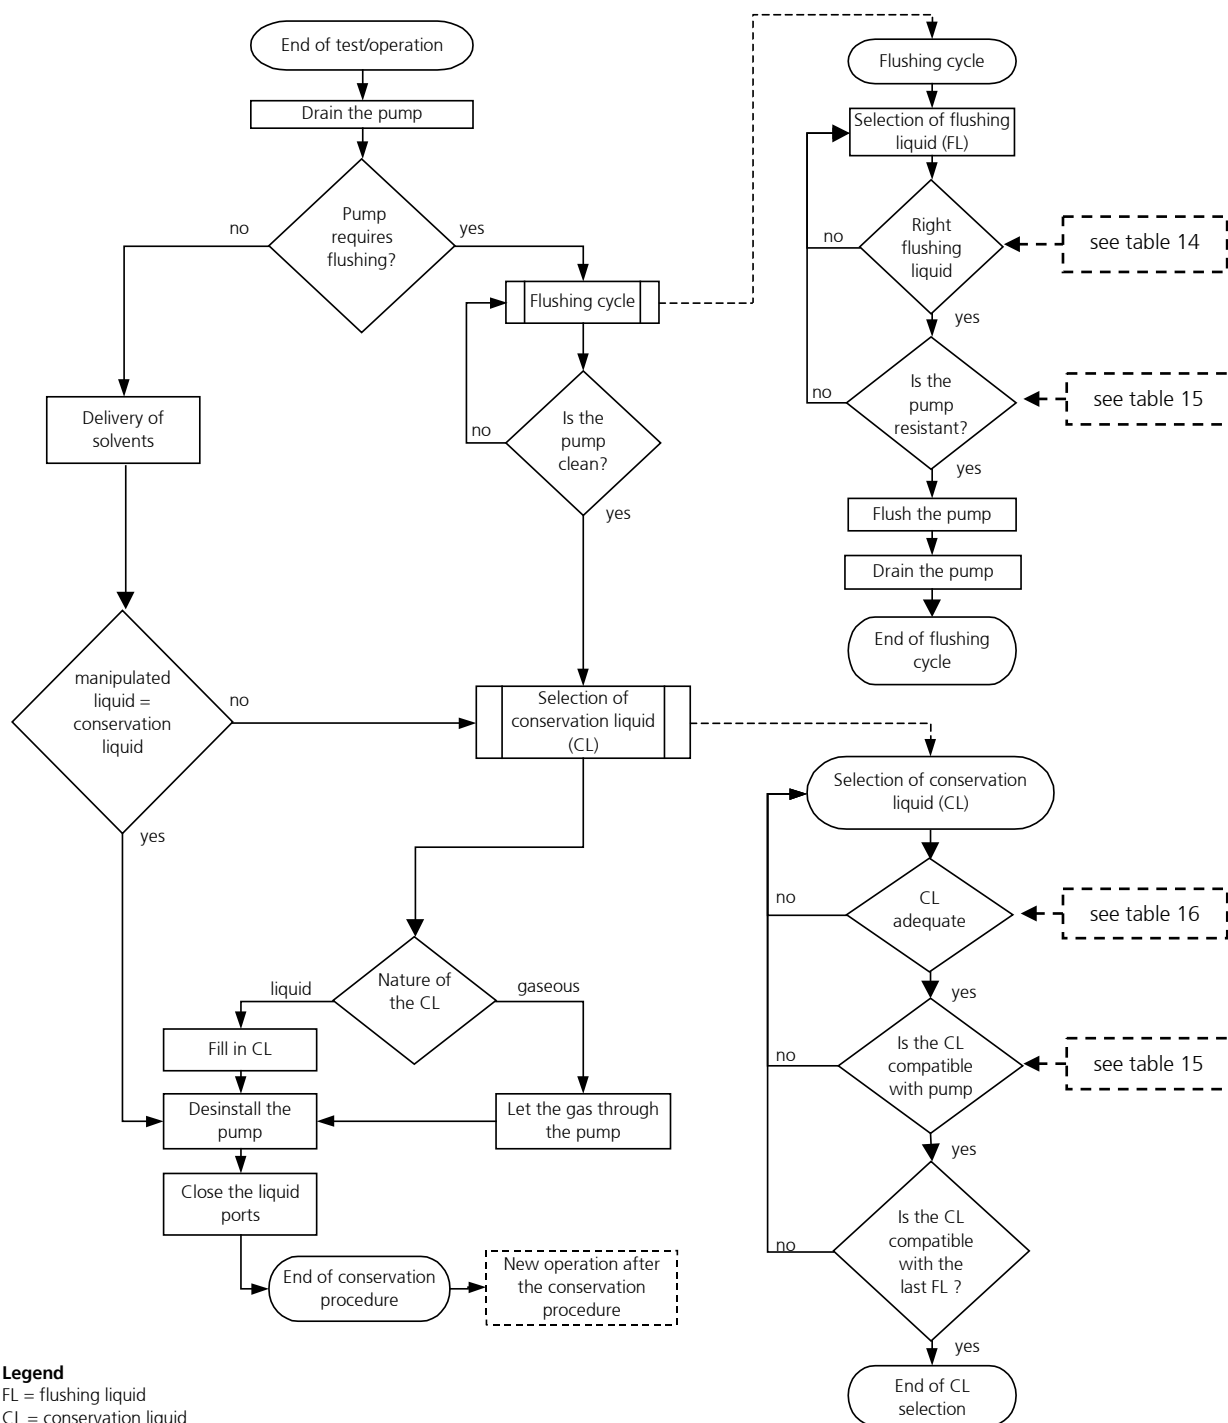 End of test/operation
Drain the pump
Pump
requires
flushing?
no
yes
Flushing cycle
Is the
pump
clean?
no
yes
Delivery of
solvents
manipulated
liquid =
conservation
liquid
no
yes
Selection of
conservation liquid
(CL)
Nature of
the CL
liquid
gaseous
Fill in CL
Desinstall the
pump
Let the gas through
the pump
Close the liquid
ports
End of conservation
procedure
New operation after
the conservation
procedure
Flushing cycle
Selection of flushing
liquid (FL)
Right
flushing
liquid
no
see table 14
yes
Is the
pump
resistant?
no
see table 15
yes
Flush the pump
Drain the pump
End of flushing
cycle
Selection of conservation
liquid (CL)
CL
adequate
no
see table 16
yes
Is the CL
compatible
with pump
no
see table 15
yes
Is the CL
compatible
with the
last FL ?
no
yes
End of CL
selection
Legend
FL = flushing liquid
CL = conservation liquid